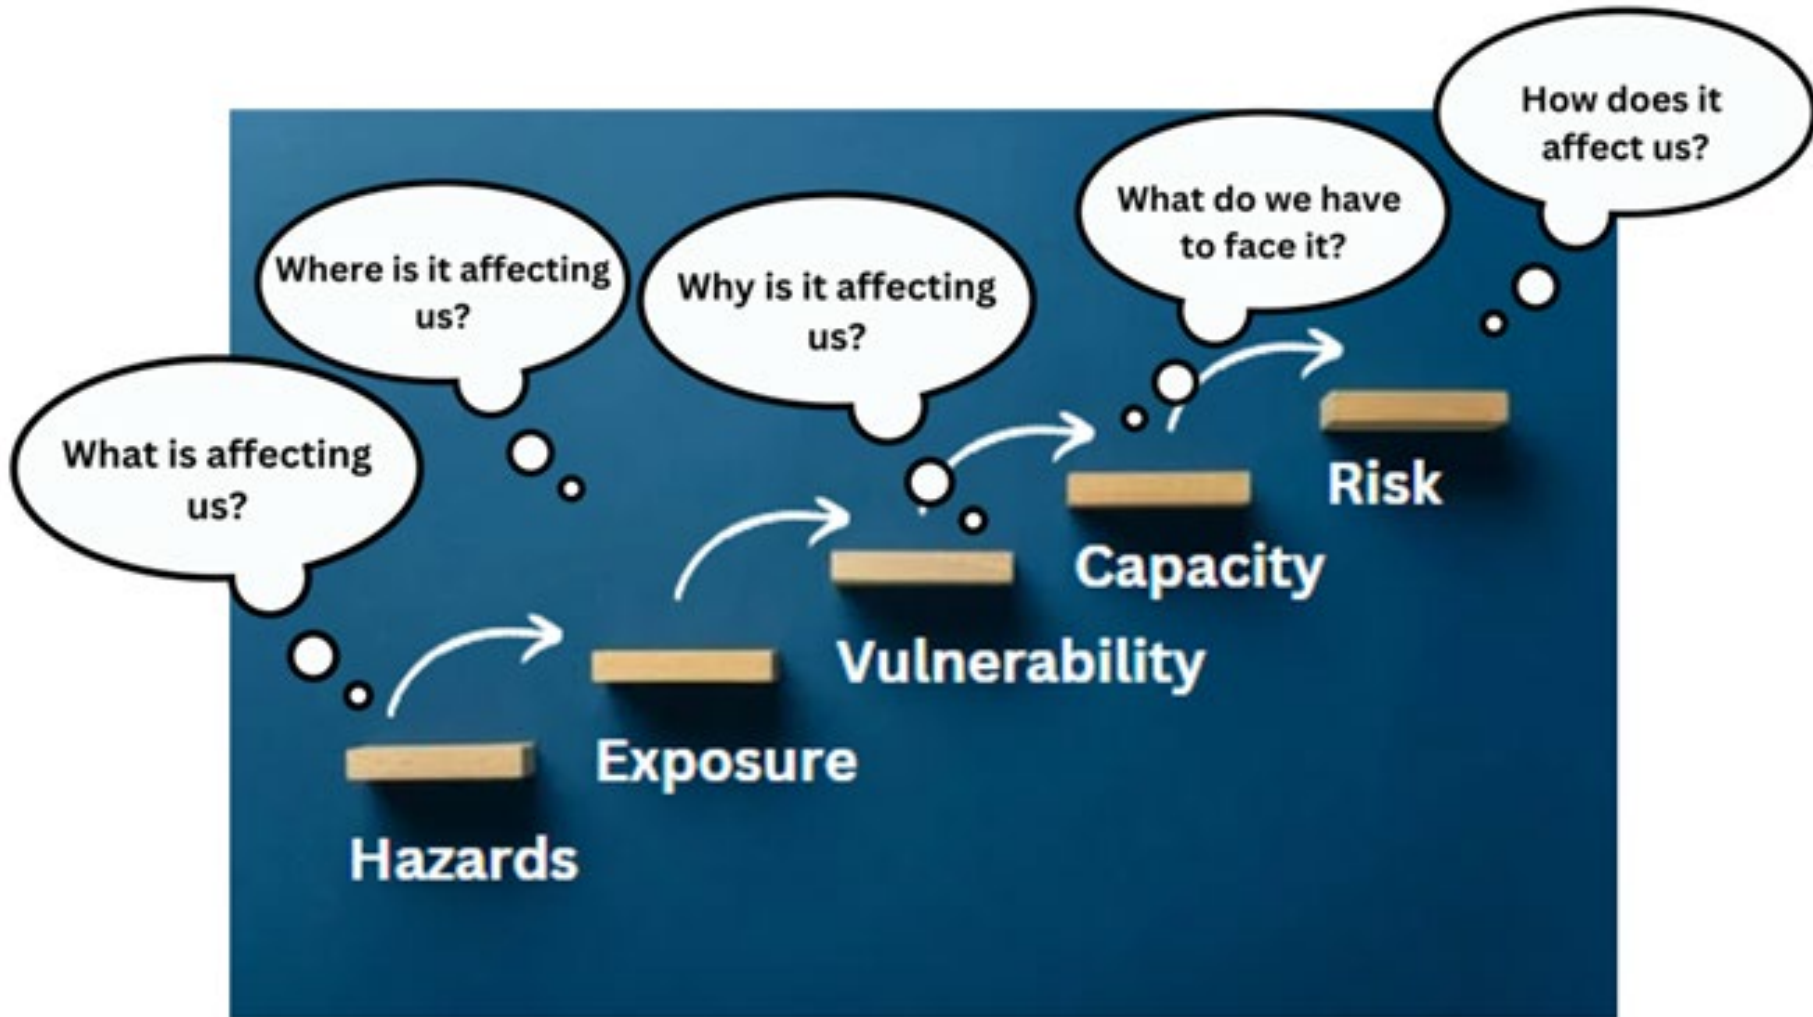 What is affecting
us?
Hazards
Where is it affecting
us?
Exposure
Why is it affecting
us?
Vulnerability
What do we have
to face it?
Capacity
How does it
affect us?
Risk